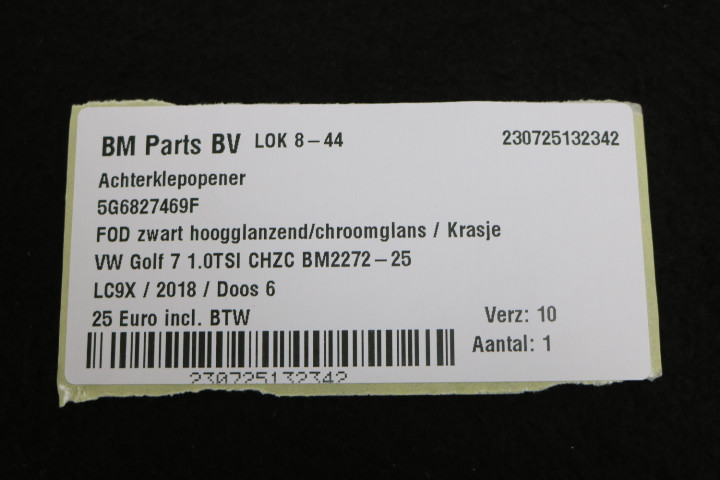 BM Parts BV LOK 8-44 230725132342
Achterklepopener
5G6827469F
FOD zwart hoogglanzend/chroomglans / Krasje
VW Golf 7 1.0TSI CHZC BM2272-25
LC9X / 2018 / Doos 6
25 Euro incl. BTW Verz: 10
Aantal: 1
230725132342